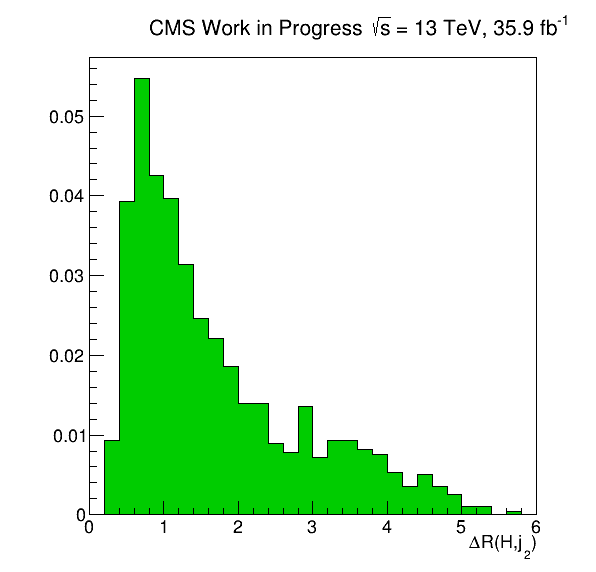 CMS Work in Progress √s = 13 TeV, 35.9 fb⁻¹
0.05
0.04
0.03
0.02
0.01
0
0 1 2 3 4 5 6
ΔR(H,j₂)